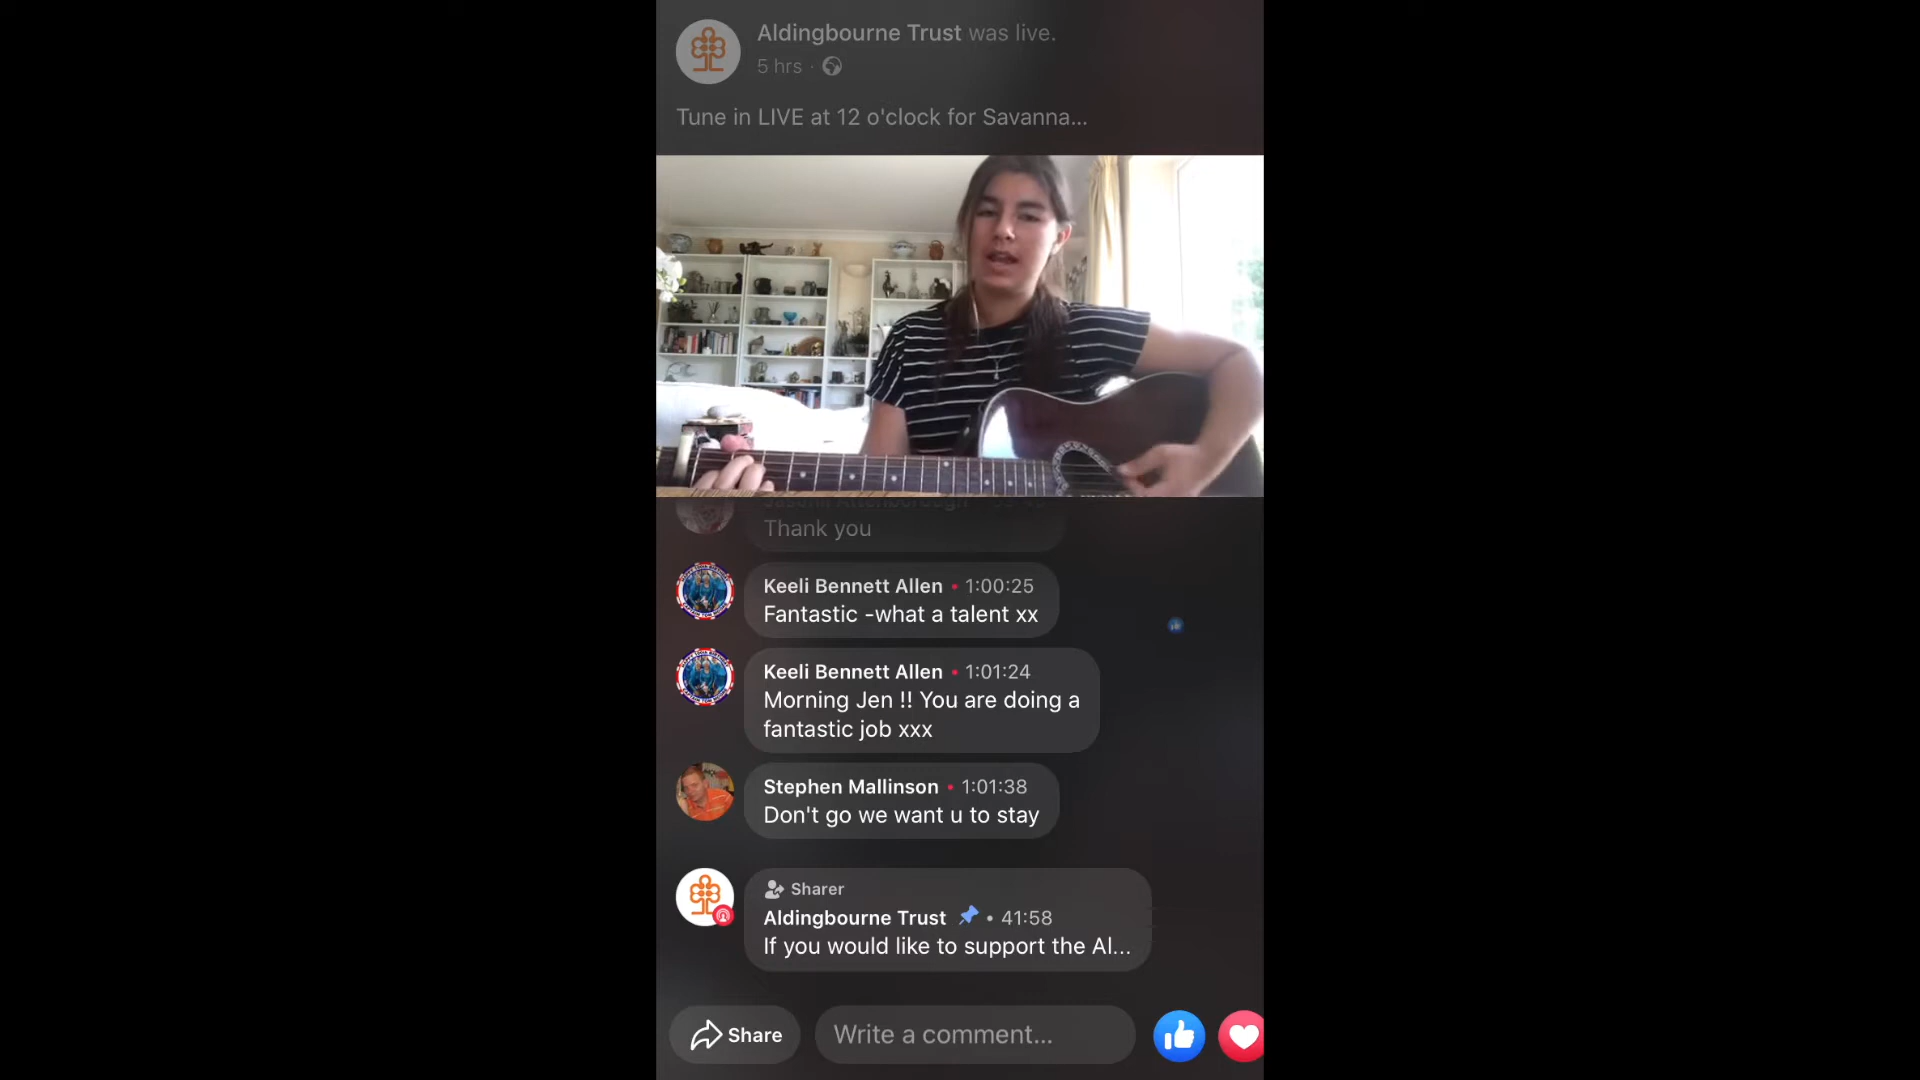 Aldingbourne Trust was live.
5 hrs ·
Tune in LIVE at 12 o'clock for Savanna...
Thank you
Keeli Bennett Allen • 1:00:25
Fantastic -what a talent xx
Keeli Bennett Allen • 1:01:24
Morning Jen !! You are doing a
fantastic job xxx
Stephen Mallinson • 1:01:38
Don't go we want u to stay
Sharer
Aldingbourne Trust • 41:58
If you would like to support the Al...
Share
Write a comment...